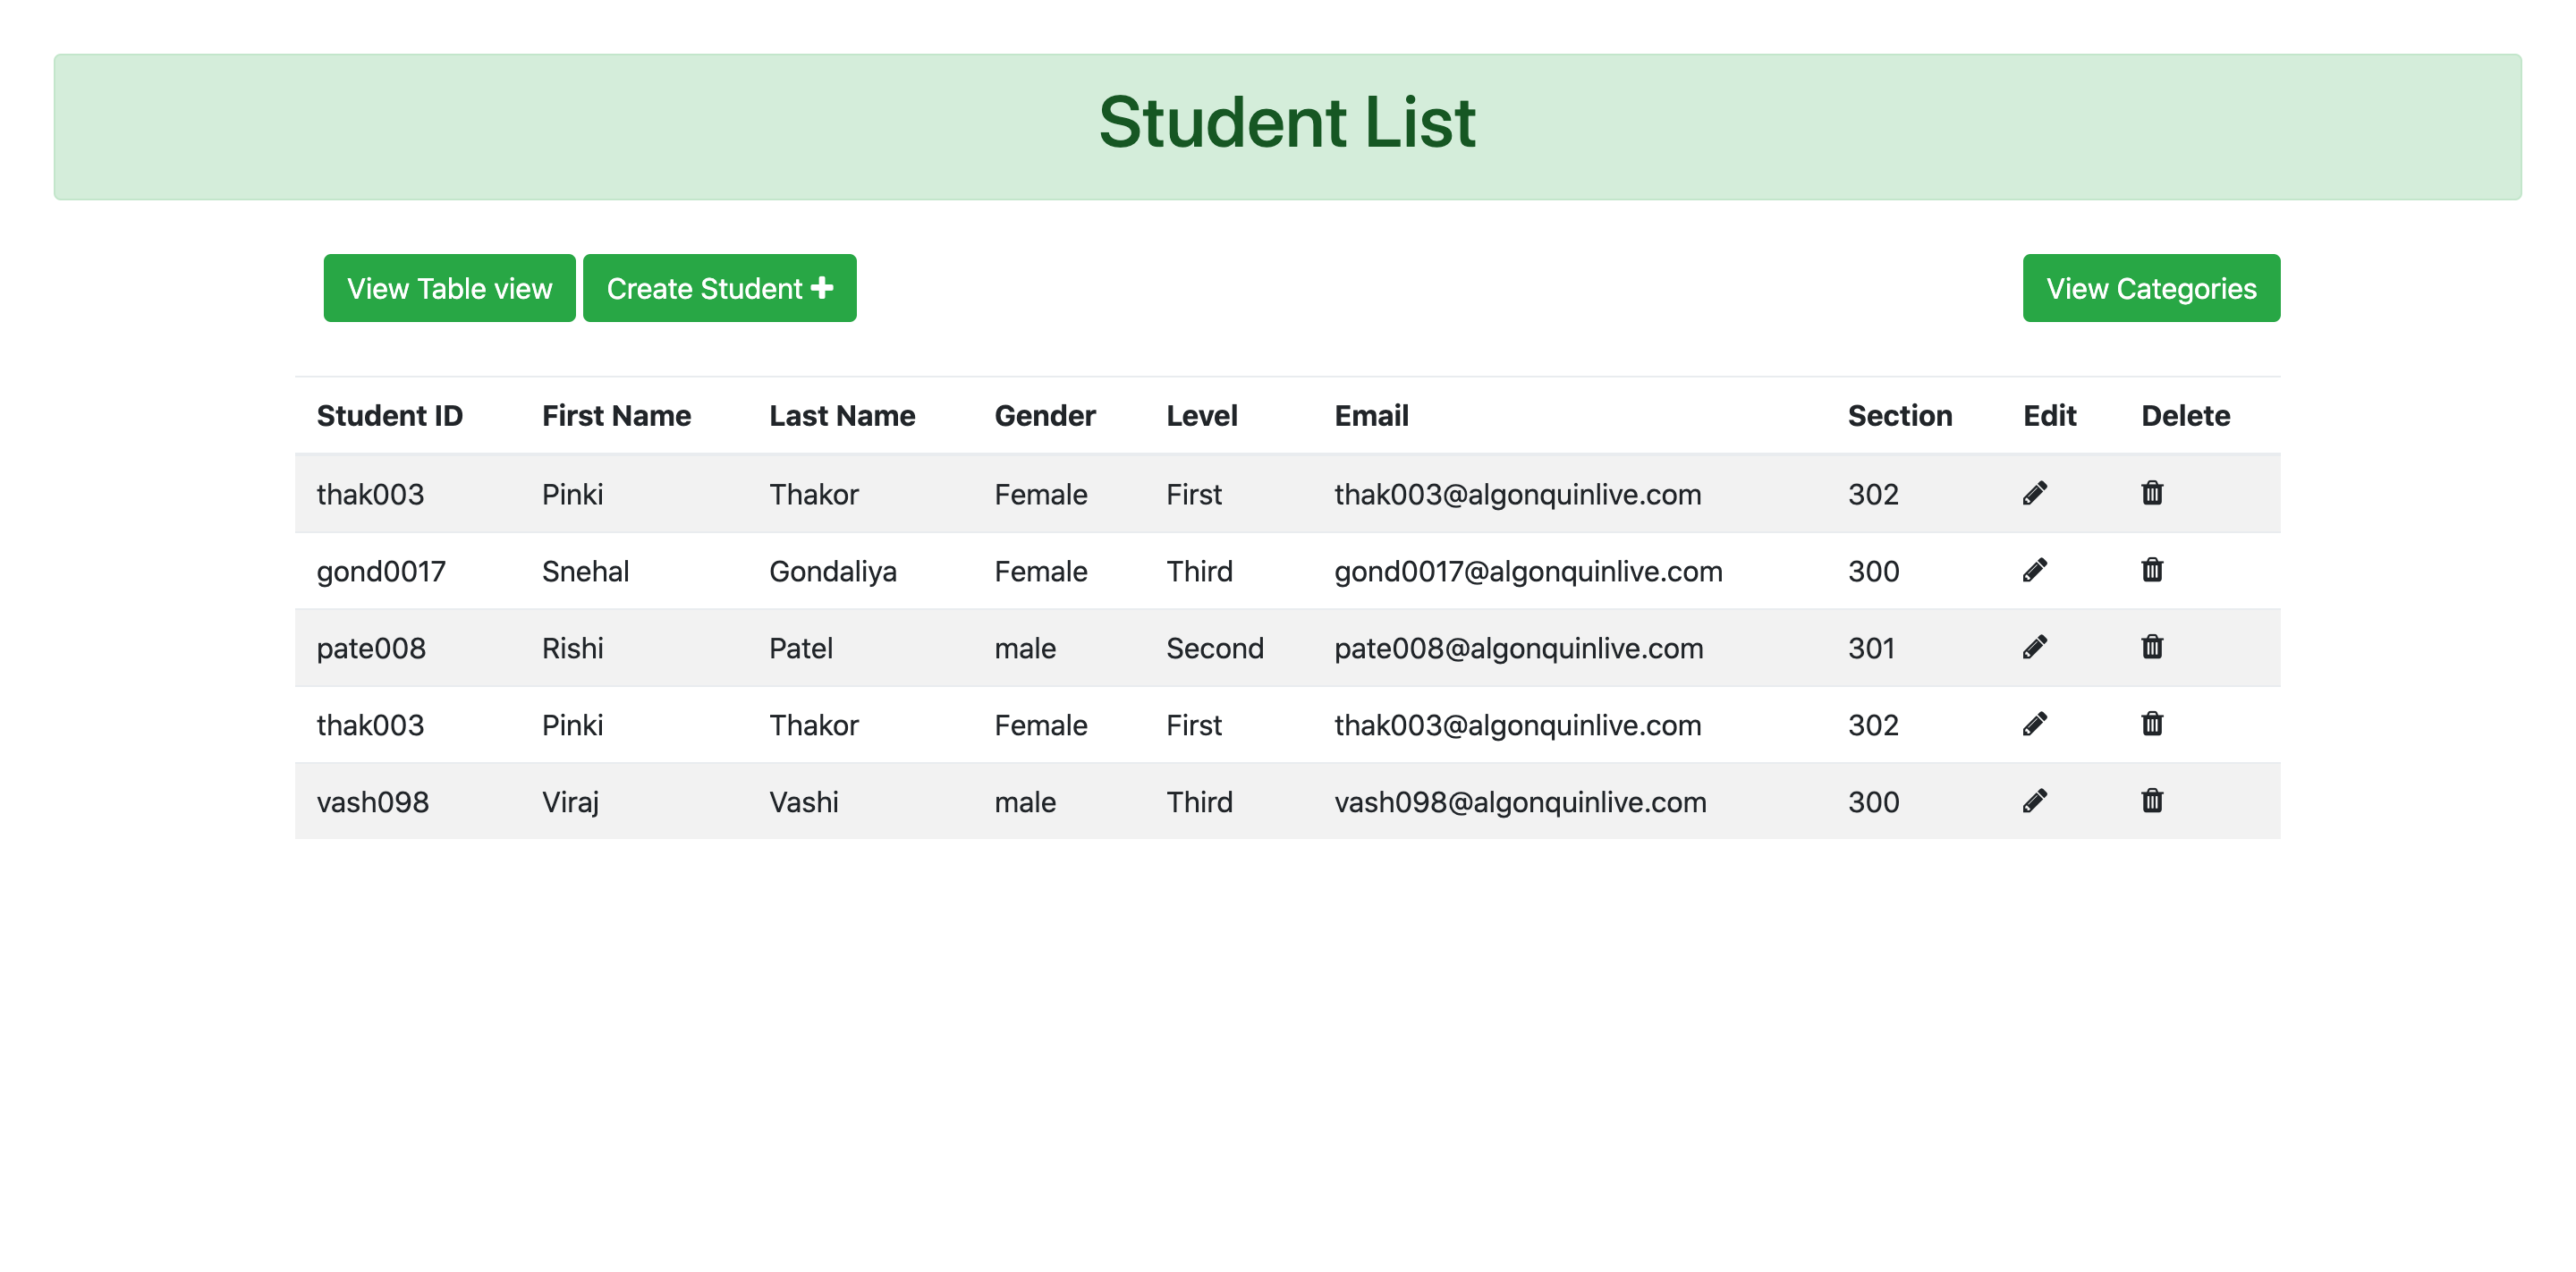 Student List
View Table view Create Student View Categories
Student ID First Name Last Name Gender Level Email Section Edit Delete
thak003 Pinki Thakor Female First thak003@algonquinlive.com 302
gond0017 Snehal Gondaliya Female Third gond0017@algonquinlive.com 300
pate008 Rishi Patel male Second pate008@algonquinlive.com 301
thak003 Pinki Thakor Female First thak003@algonquinlive.com 302
vash098 Viraj Vashi male Third vash098@algonquinlive.com 300